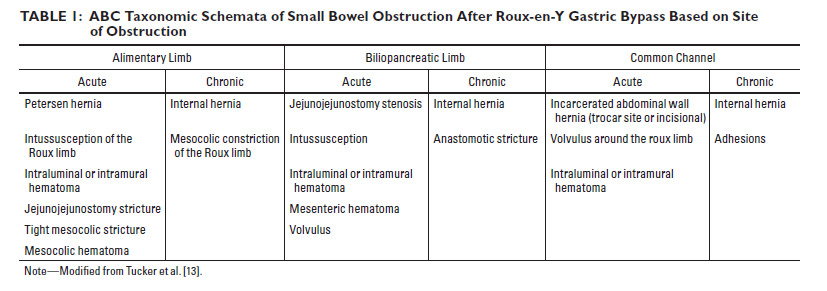 TABLE 1: ABC Taxonomic Schemata of Small Bowel Obstruction After Roux-en-Y Gastric Bypass Based on Site
of Obstruction
Alimentary Limb Biliopancreatic Limb Common Channel
Acute Chronic Acute Chronic Acute Chronic
Petersen hernia Internal hernia Jejunojejunostomy stenosis Internal hernia Incarcerated abdominal wall Internal hernia
hernia (trocar site or incisional)
Intussusception of the Mesocolic constriction Intussusception Anastomotic stricture Volvulus around the roux limb Adhesions
Roux limb of the Roux limb
Intraluminal or intramural Intraluminal or intramural Intraluminal or intramural
hematoma hematoma hematoma
Jejunojejunostomy stricture Mesenteric hematoma
Tight mesocolic stricture Volvulus
Mesocolic hematoma
Note—Modified from Tucker et al. [13].